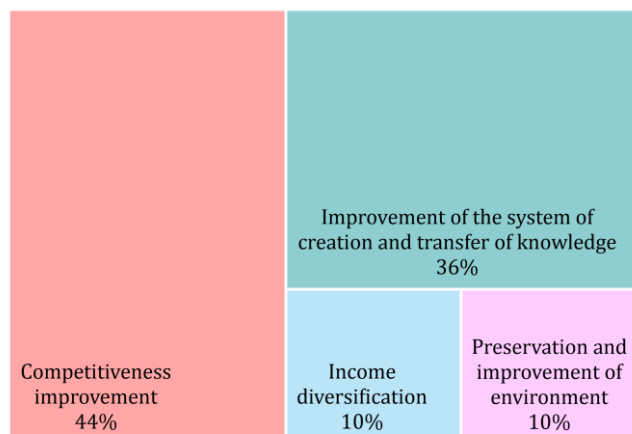 Improvement of the system of
creation and transfer of knowledge
36%
Competitiveness
improvement
44%
Income
diversification
10%
Preservation and
improvement of
environment
10%